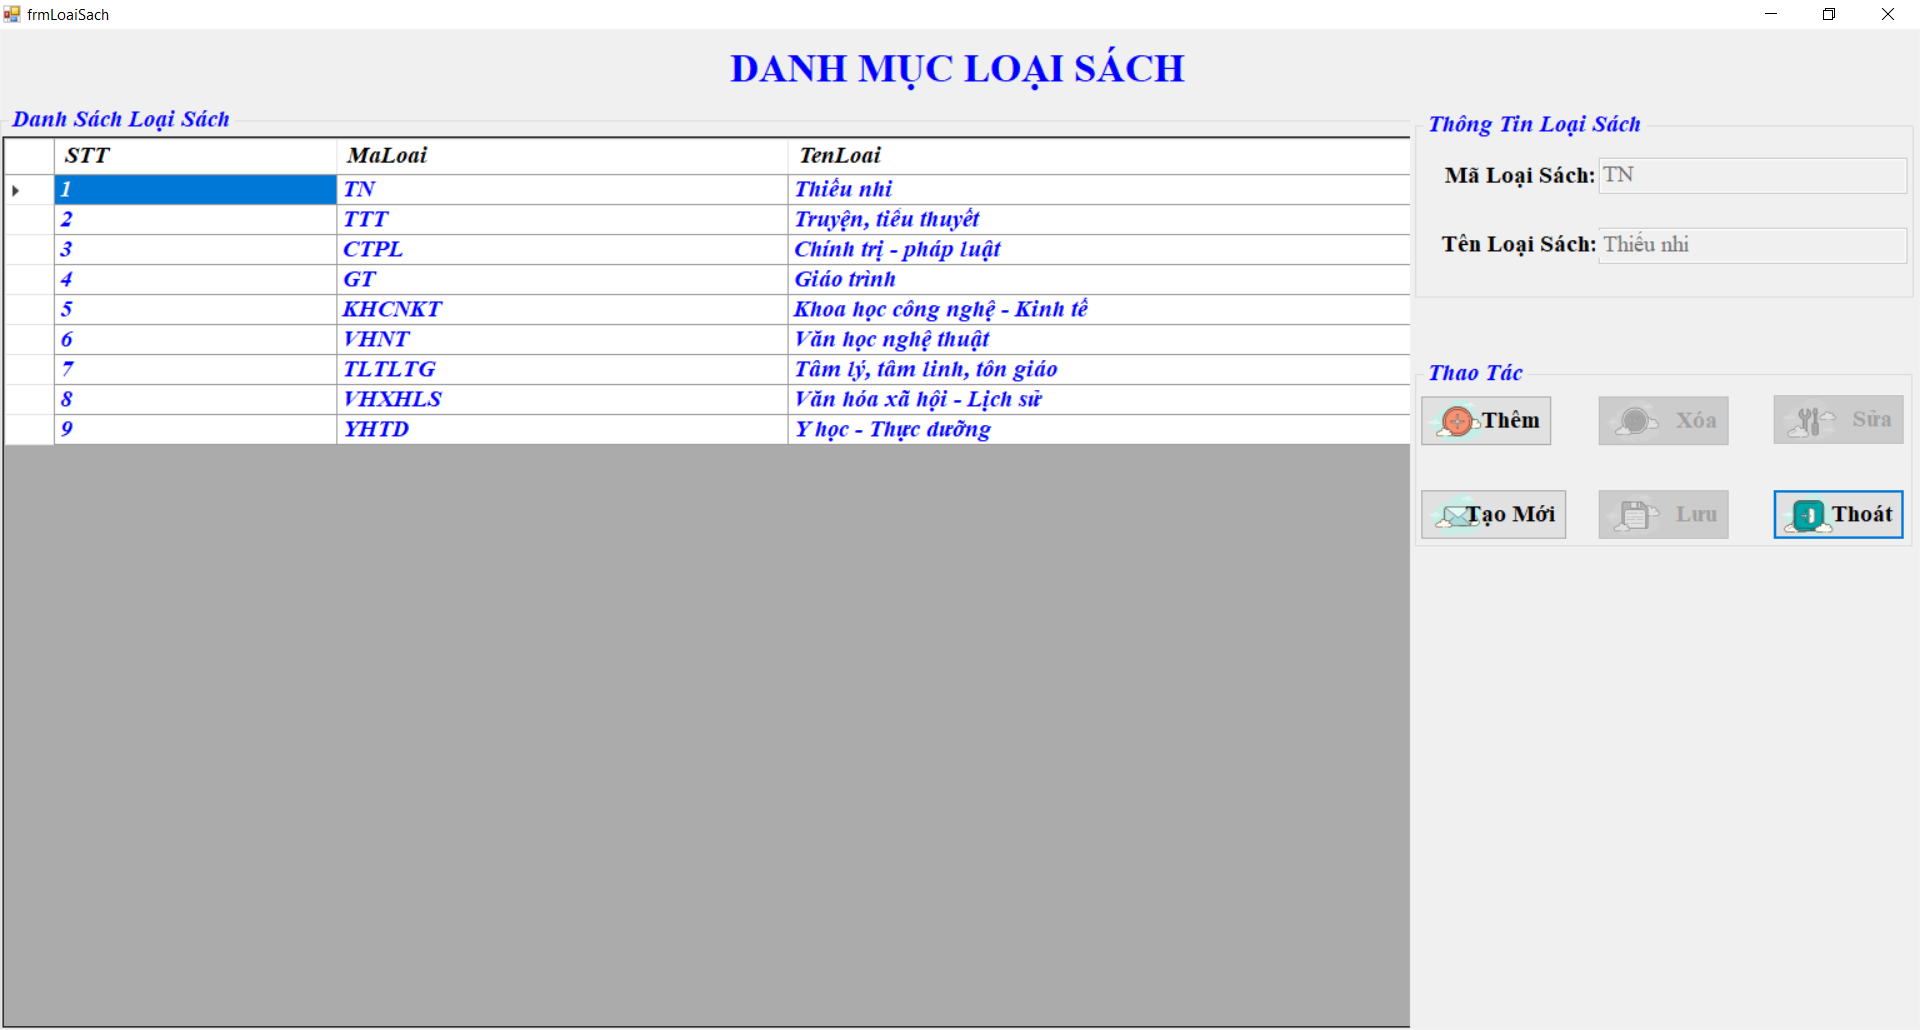 frmLoaiSach
DANH MỤC LOẠI SÁCH
Danh Sách Loại Sách
STT MaLoai TenLoai
1 TN Thiếu nhi
2 TTT Truyện, tiểu thuyết
3 CTPL Chính trị - pháp luật
4 GT Giáo trình
5 KHCNKT Khoa học công nghệ - Kinh tế
6 VHNT Văn học nghệ thuật
7 TLTLTG Tâm lý, tâm linh, tôn giáo
8 VHXHLS Văn hóa xã hội - Lịch sử
9 YHTD Y học - Thực dưỡng
Thông Tin Loại Sách
Mã Loại Sách: TN
Tên Loại Sách: Thiếu nhi
Thao Tác
Thêm Xóa Sửa
Tạo Mới Lưu Thoát